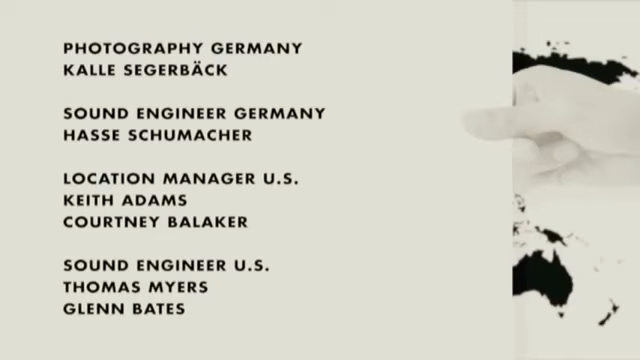 PHOTOGRAPHY GERMANY
KALLE SEGERBÄCK
SOUND ENGINEER GERMANY
HASSE SCHUMACHER
LOCATION MANAGER U.S.
KEITH ADAMS
COURTNEY BALAKER
SOUND ENGINEER U.S.
THOMAS MYERS
GLENN BATES